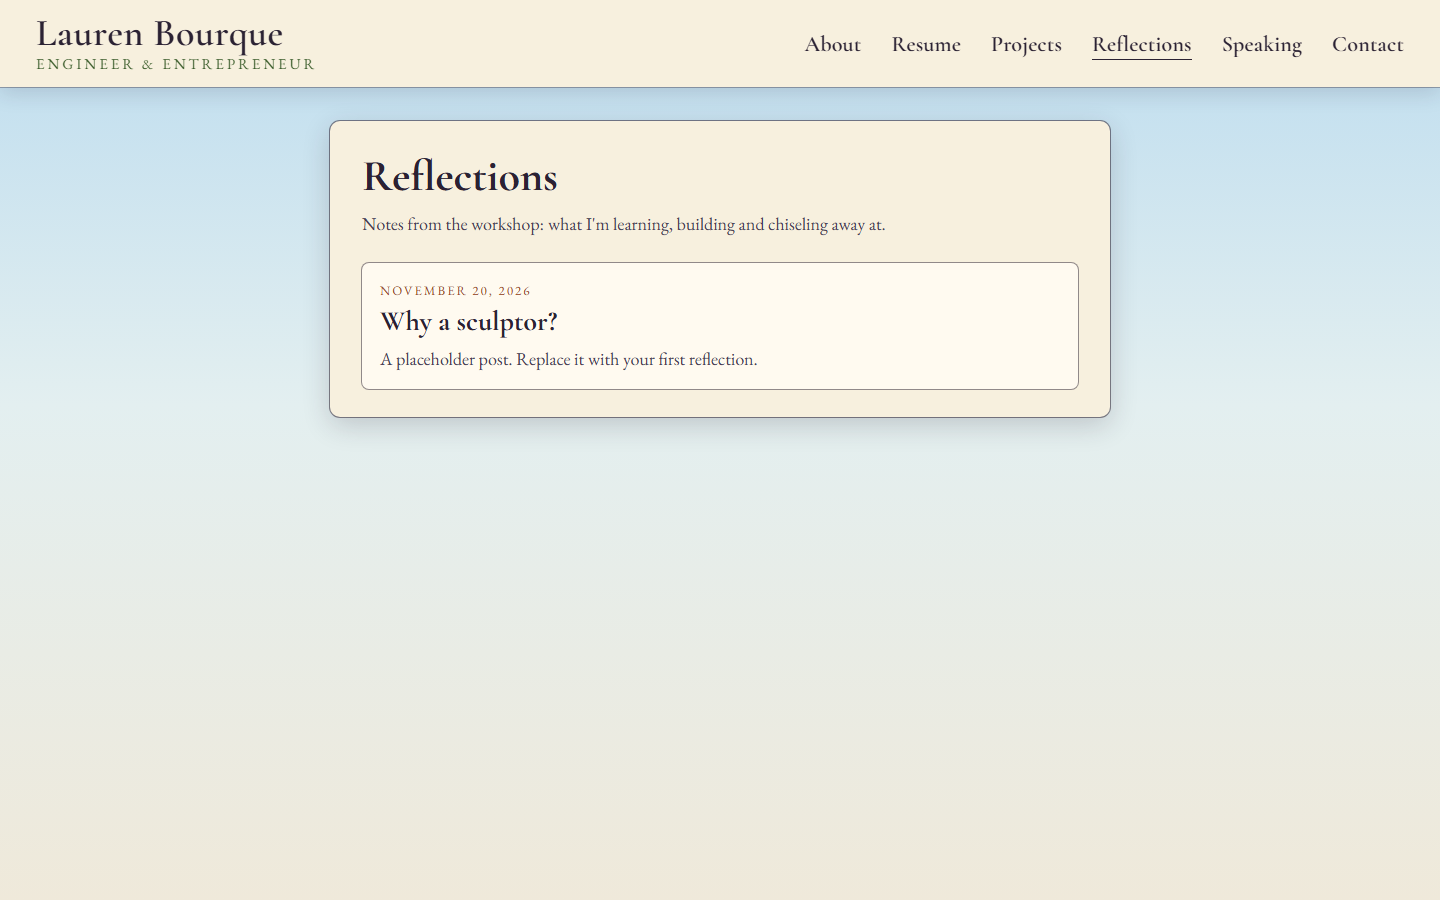 Lauren Bourque
ENGINEER & ENTREPRENEUR
About Resume Projects Reflections Speaking Contact
Reflections
Notes from the workshop: what I'm learning, building and chiseling away at.
NOVEMBER 20, 2026
Why a sculptor?
A placeholder post. Replace it with your first reflection.